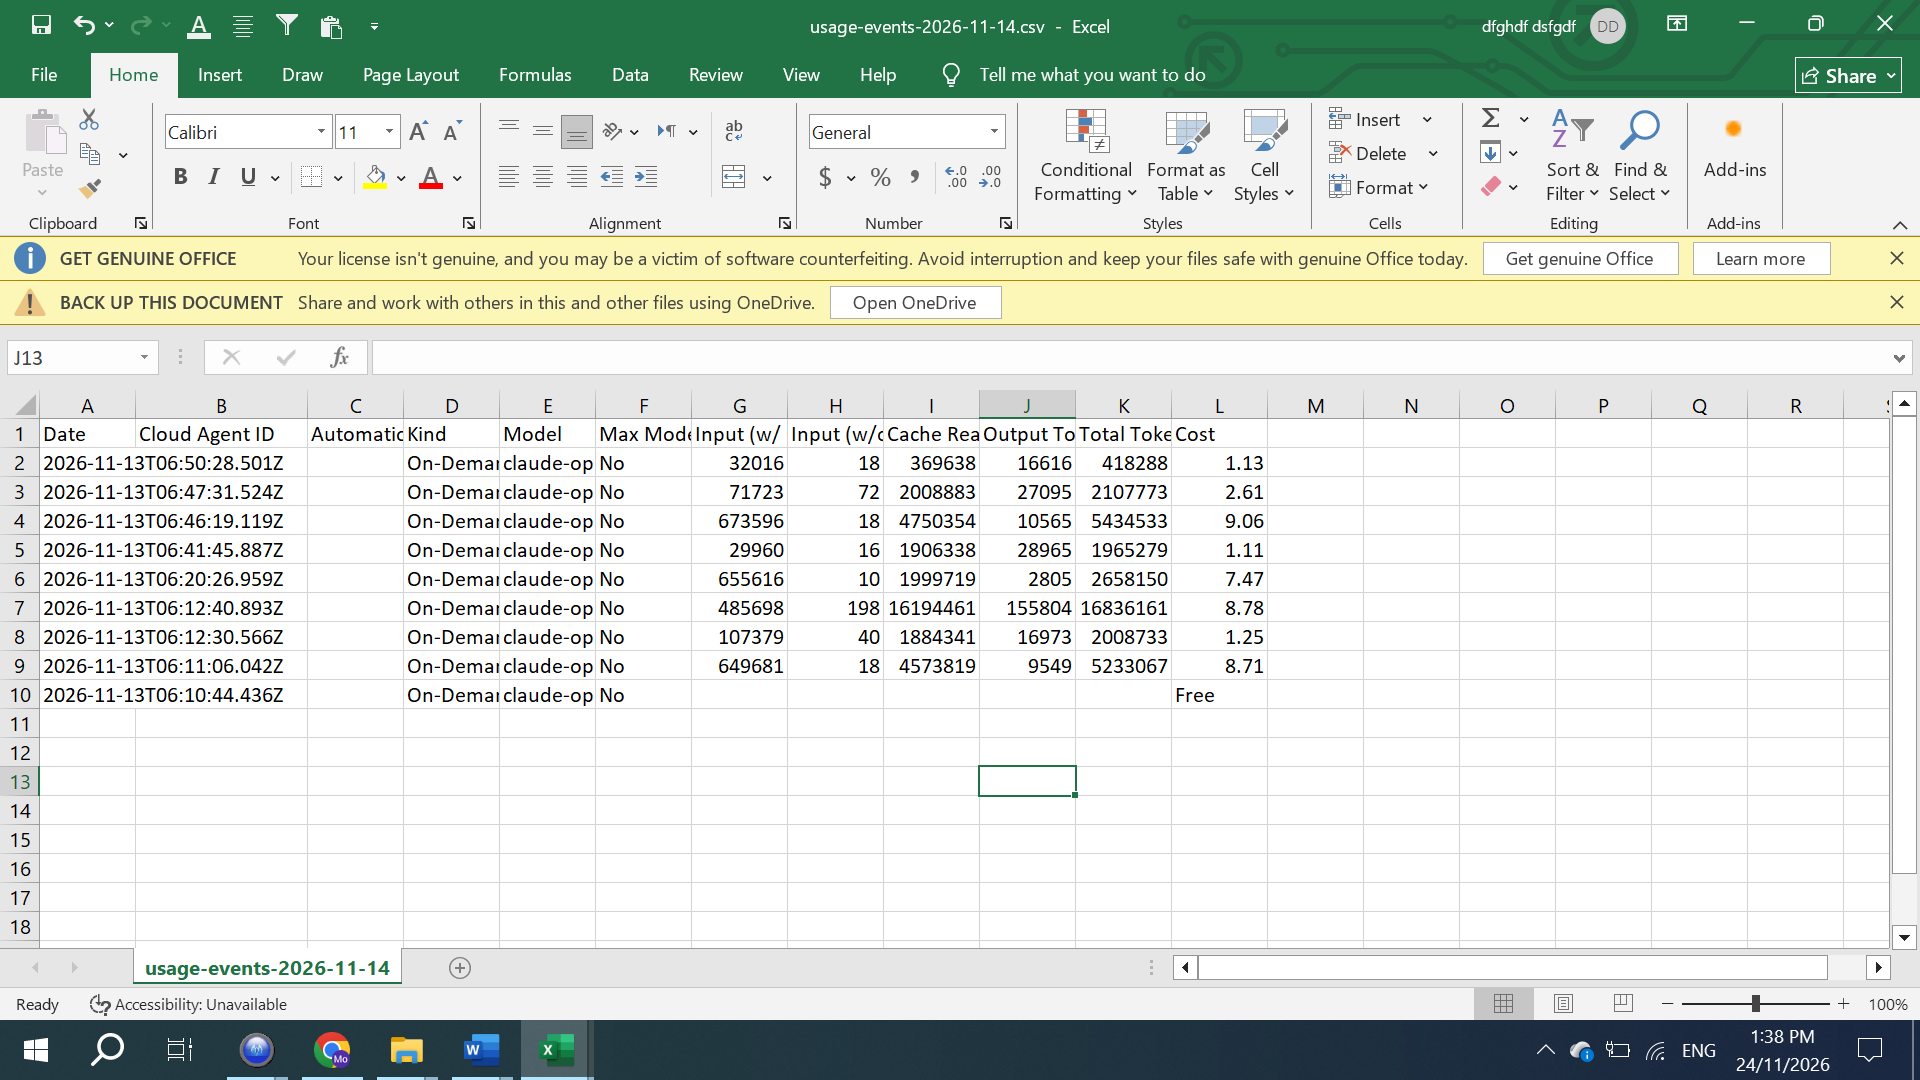 usage-events-2026-11-14.csv - Excel
dfghdf dsfgdf DD
File Home Insert Draw Page Layout Formulas Data Review View Help Tell me what you want to do Share
Paste
Clipboard
Calibri 11
B I U A
Font
ab
Alignment
General
$ % , .00 .0
Number
Conditional Formatting
Format as Table
Cell Styles
Styles
Insert
Delete
Format
Cells
Sort & Filter
Find & Select
Editing
Add-ins
Add-ins
GET GENUINE OFFICE Your license isn't genuine, and you may be a victim of software counterfeiting. Avoid interruption and keep your files safe with genuine Office today. Get genuine Office Learn more
BACK UP THIS DOCUMENT Share and work with others in this and other files using OneDrive. Open OneDrive
J13 fx
A B C D E F G H I J K L M N O P Q R
1 Date Cloud Agent ID Automatic Kind Model Max Mode Input (w/ Input (w/o Cache Rea Output To Total Toke Cost
2 2026-11-13T06:50:28.501Z On-Deman claude-op No 32016 18 369638 16616 418288 1.13
3 2026-11-13T06:47:31.524Z On-Deman claude-op No 71723 72 2008883 27095 2107773 2.61
4 2026-11-13T06:46:19.119Z On-Deman claude-op No 673596 18 4750354 10565 5434533 9.06
5 2026-11-13T06:41:45.887Z On-Deman claude-op No 29960 16 1906338 28965 1965279 1.11
6 2026-11-13T06:20:26.959Z On-Deman claude-op No 655616 10 1999719 2805 2658150 7.47
7 2026-11-13T06:12:40.893Z On-Deman claude-op No 485698 198 16194461 155804 16836161 8.78
8 2026-11-13T06:12:30.566Z On-Deman claude-op No 107379 40 1884341 16973 2008733 1.25
9 2026-11-13T06:11:06.042Z On-Deman claude-op No 649681 18 4573819 9549 5233067 8.71
10 2026-11-13T06:10:44.436Z On-Deman claude-op No Free
11
12
13
14
15
16
17
18
usage-events-2026-11-14
Ready Accessibility: Unavailable 100%
Mo ENG 1:38 PM
24/11/2026